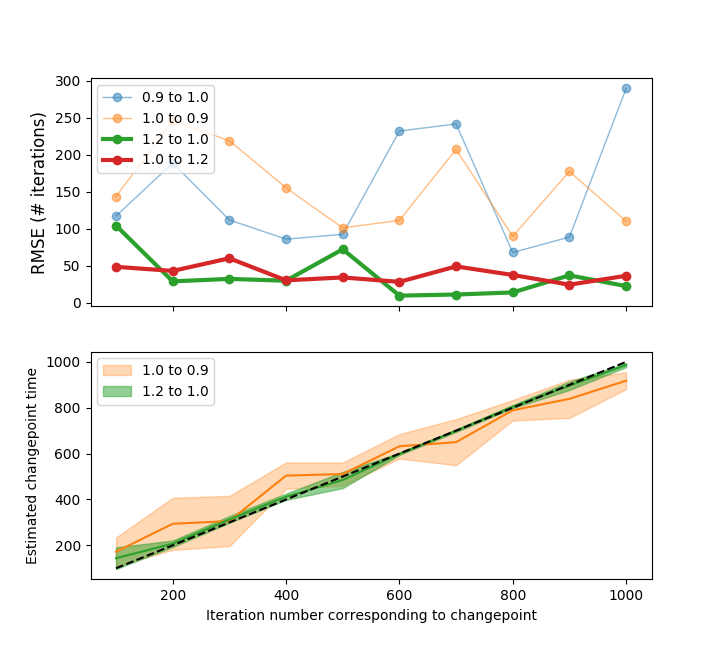 300
250
200
150
100
50
0
RMSE (# iterations)
0.9 to 1.0
1.0 to 0.9
1.2 to 1.0
1.0 to 1.2
1000
800
600
400
200
Estimated changepoint time
1.0 to 0.9
1.2 to 1.0
200 400 600 800 1000
Iteration number corresponding to changepoint